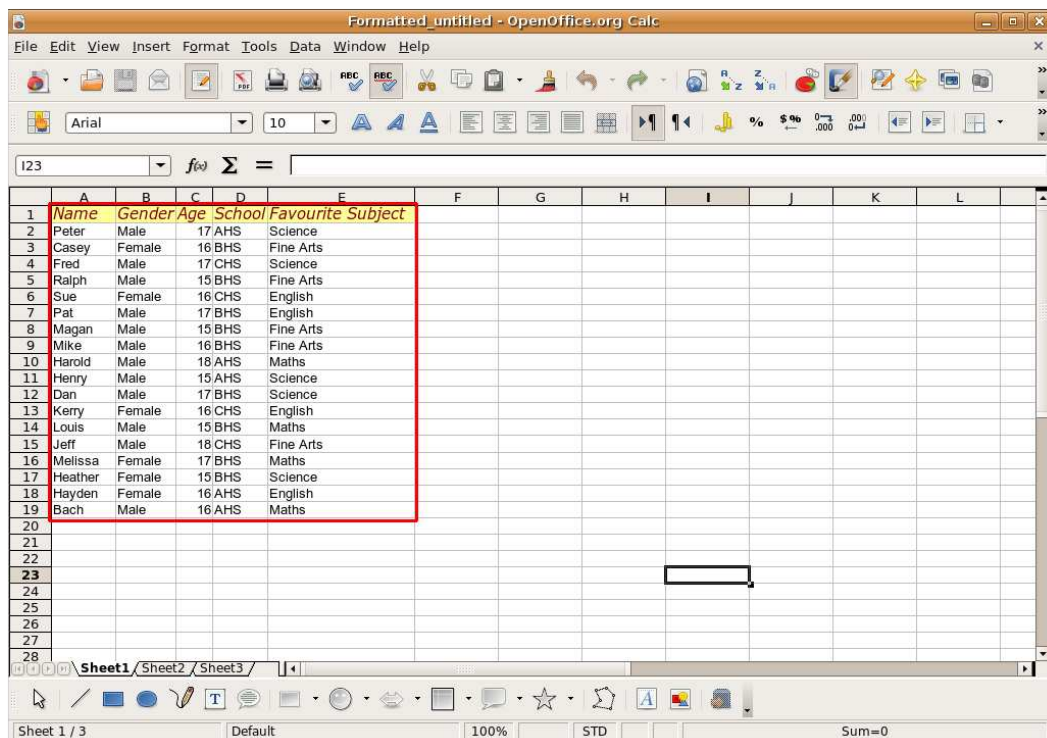 Formatted_untitled - OpenOffice.org Calc
File Edit View Insert Format Tools Data Window Help
Arial 10
I23 f(x) Σ =
A B C D E F G H I J K L
1 Name Gender Age School Favourite Subject
2 Peter Male 17 AHS Science
3 Casey Female 16 BHS Fine Arts
4 Fred Male 17 CHS Science
5 Ralph Male 15 BHS Fine Arts
6 Sue Female 16 CHS English
7 Pat Male 17 BHS English
8 Magan Male 15 BHS Fine Arts
9 Mike Male 16 BHS Fine Arts
10 Harold Male 18 AHS Maths
11 Henry Male 15 AHS Science
12 Dan Male 17 BHS Science
13 Kerry Female 16 CHS English
14 Louis Male 15 BHS Maths
15 Jeff Male 18 CHS Fine Arts
16 Melissa Female 17 BHS Maths
17 Heather Female 15 BHS Science
18 Hayden Female 16 AHS English
19 Bach Male 16 AHS Maths
20
21
22
23
24
25
26
27
28
Sheet1 Sheet2 Sheet3
Sheet 1 / 3 Default 100% STD Sum=0